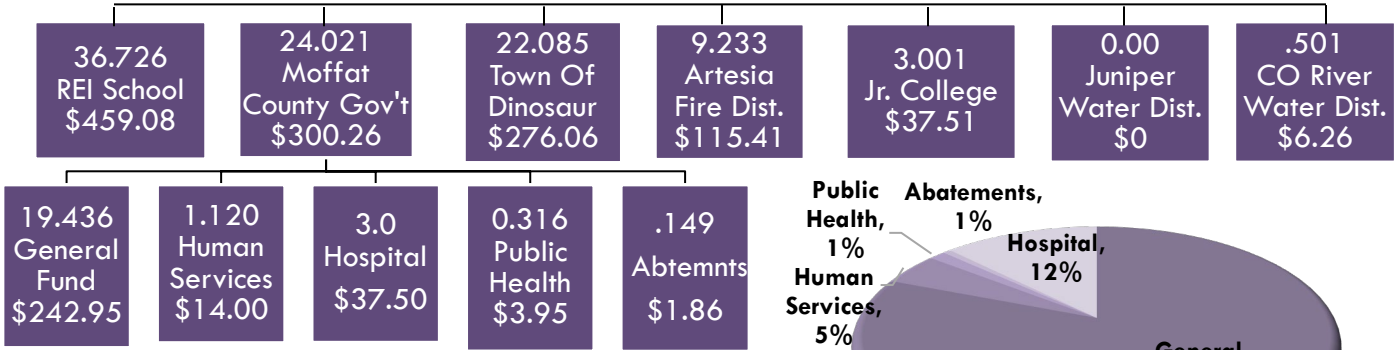 36.726
REI School
$459.08
24.021
Moffat
County Gov't
$300.26
22.085
Town Of
Dinosaur
$276.06
9.233
Artesia
Fire Dist.
$115.41
3.001
Jr. College
$37.51
0.00
Juniper
Water Dist.
$0
.501
CO River
Water Dist.
$6.26
19.436
General
Fund
$242.95
1.120
Human
Services
$14.00
3.0
Hospital
$37.50
0.316
Public
Health
$3.95
.149
Abtemnts
$1.86
Public
Health,
1%
Abatements,
1%
Hospital,
12%
Human
Services,
5%
General